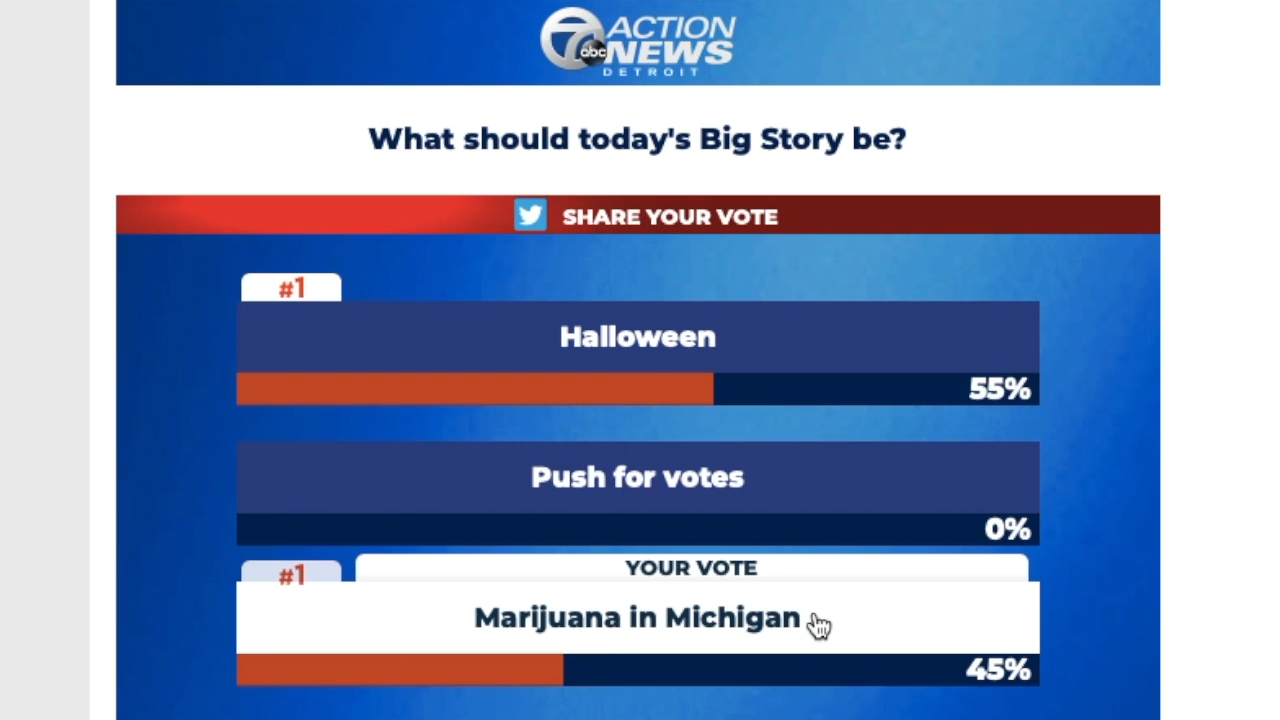 7 abc ACTION
NEWS
DETROIT
What should today's Big Story be?
SHARE YOUR VOTE
#1
Halloween
55%
Push for votes
0%
#1
YOUR VOTE
Marijuana in Michigan
45%